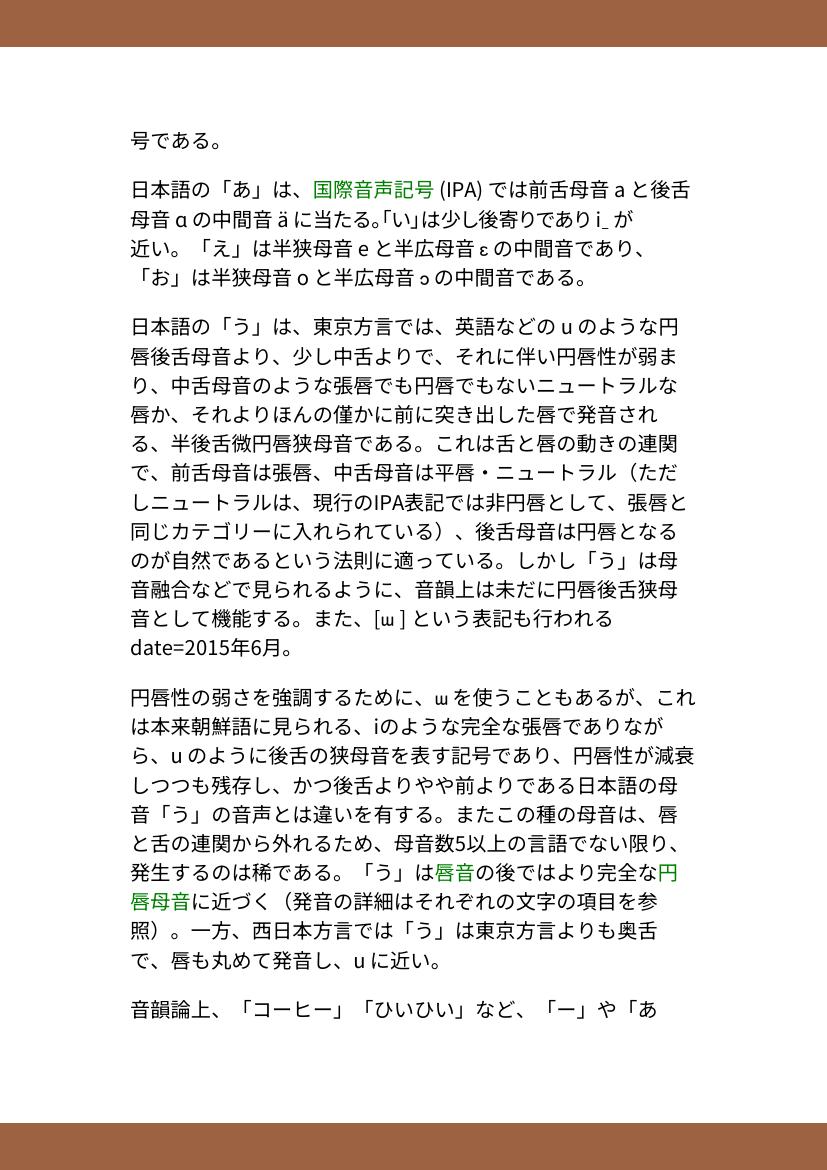 号である。
日本語の「あ」は、国際音声記号 (IPA) では前舌母音 a と後舌
母音 ɑ の中間音 ä に当たる｡｢い｣は少し後寄りであり i̠ が
近い。「え」は半狭母音 e と半広母音 ɛ の中間音であり、
「お」は半狭母音 o と半広母音 ɔ の中間音である。
日本語の「う」は、東京方言では、英語などの u のような円
唇後舌母音より、少し中舌よりで、それに伴い円唇性が弱ま
り、中舌母音のような張唇でも円唇でもないニュートラルな
唇か、それよりほんの僅かに前に突き出した唇で発音され
る、半後舌微円唇狭母音である。これは舌と唇の動きの連関
で、前舌母音は張唇、中舌母音は平唇・ニュートラル（ただ
しニュートラルは、現行のIPA表記では非円唇として、張唇と
同じカテゴリーに入れられている）、後舌母音は円唇となる
のが自然であるという法則に適っている。しかし「う」は母
音融合などで見られるように、音韻上は未だに円唇後舌狭母
音として機能する。また、[ɯ ] という表記も行われる
date=2015年6月。
円唇性の弱さを強調するために、ɯ を使うこともあるが、これ
は本来朝鮮語に見られる、iのような完全な張唇でありなが
ら、u のように後舌の狭母音を表す記号であり、円唇性が減衰
しつつも残存し、かつ後舌よりやや前よりである日本語の母
音「う」の音声とは違いを有する。またこの種の母音は、唇
と舌の連関から外れるため、母音数5以上の言語でない限り、
発生するのは稀である。「う」は唇音の後ではより完全な円
唇母音に近づく（発音の詳細はそれぞれの文字の項目を参
照）。一方、西日本方言では「う」は東京方言よりも奥舌
で、唇も丸めて発音し、u に近い。
音韻論上、「コーヒー」「ひいひい」など、「ー」や「あ